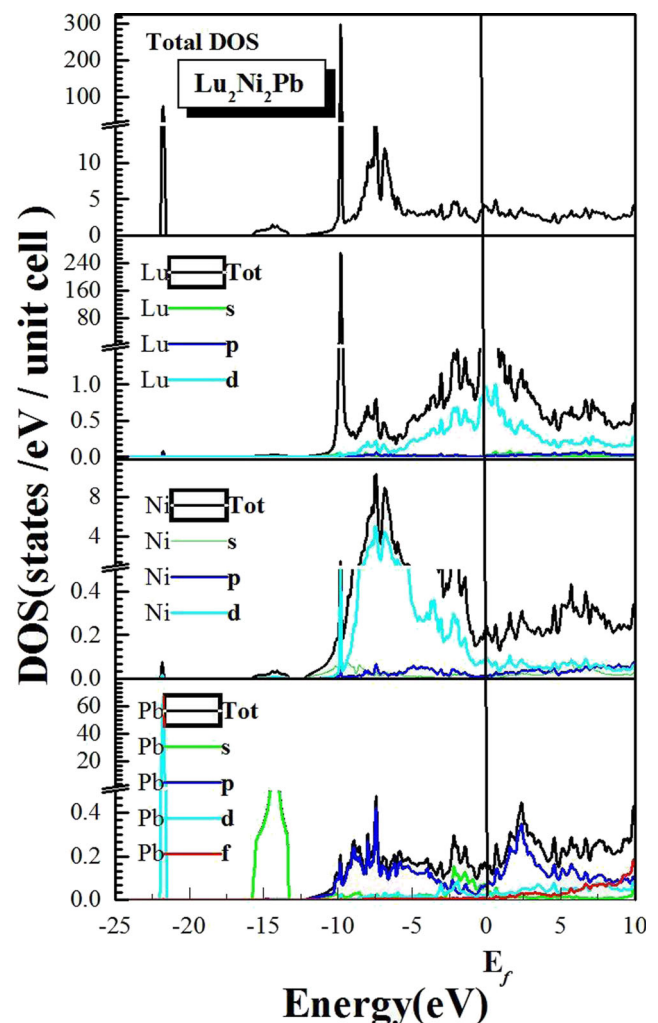 Total DOS
Lu2Ni2Pb
300
200
100
10
5
0
Lu Tot
Lu s
Lu p
Lu d
240
160
80
1.0
0.5
0.0
Ni Tot
Ni s
Ni p
Ni d
8
4
0.4
0.2
0.0
Pb Tot
Pb s
Pb p
Pb d
Pb f
60
40
20
0.4
0.2
0.0
-25 -20 -15 -10 -5 0 5 10
Ef
Energy(eV)
DOS(states /eV / unit cell )